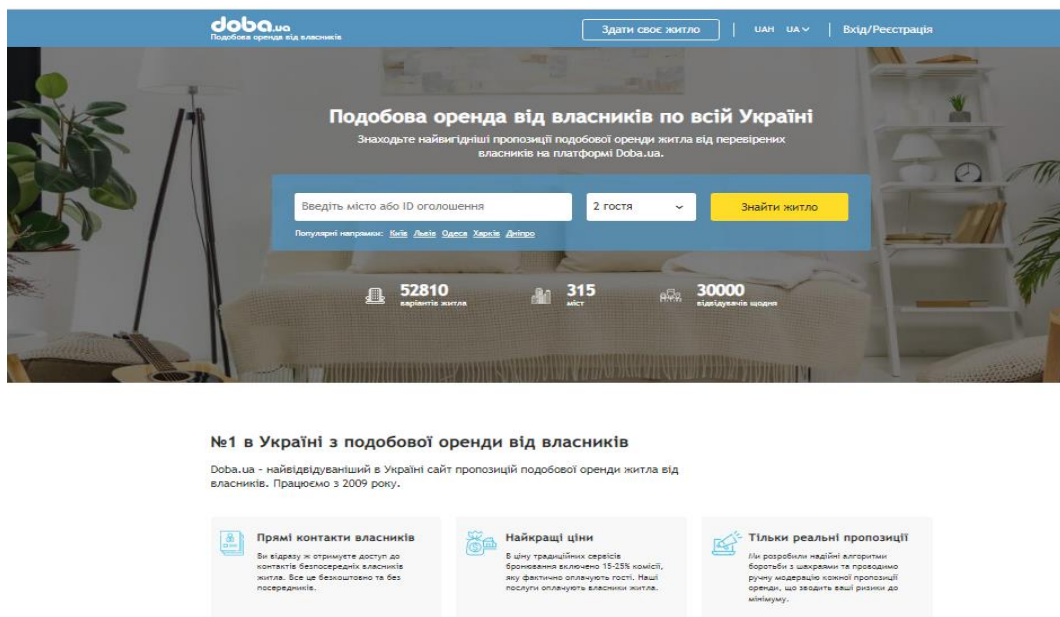 doba.ua
Подобова оренда від власників
Здати своє житло
UAH UA
Вхід/Реєстрація
Подобова оренда від власників по всій Україні
Знаходьте найвигідніші пропозиції подобової оренди житла від перевірених
власників на платформі Doba.ua.
Введіть місто або ID оголошення
2 гостя
Знайти житло
Популярні напрямки: Київ Львів Одеса Харків Дніпро
52810
варіантів житла
315
міст
30000
відвідувачів щодня
№1 в Україні з подобової оренди від власників
Doba.ua - найвідвідуваніший в Україні сайт пропозицій подобової оренди житла від
власників. Працюємо з 2009 року.
Прямі контакти власників
Ви відразу ж отримуєте доступ до
контактів безпосередніх власників
житла. Все це безкоштовно та без
посередників.
Найкращі ціни
В ціну традиційних сервісів
бронювання включено 15-25% комісії,
яку фактично оплачують гості. Наші
послуги оплачують власники житла.
Тільки реальні пропозиції
Ми розробили надійні алгоритми
боротьби з шахраями та проводимо
ручну модерацію кожної пропозиції
оренди, що зводить ваші ризики до
мінімуму.